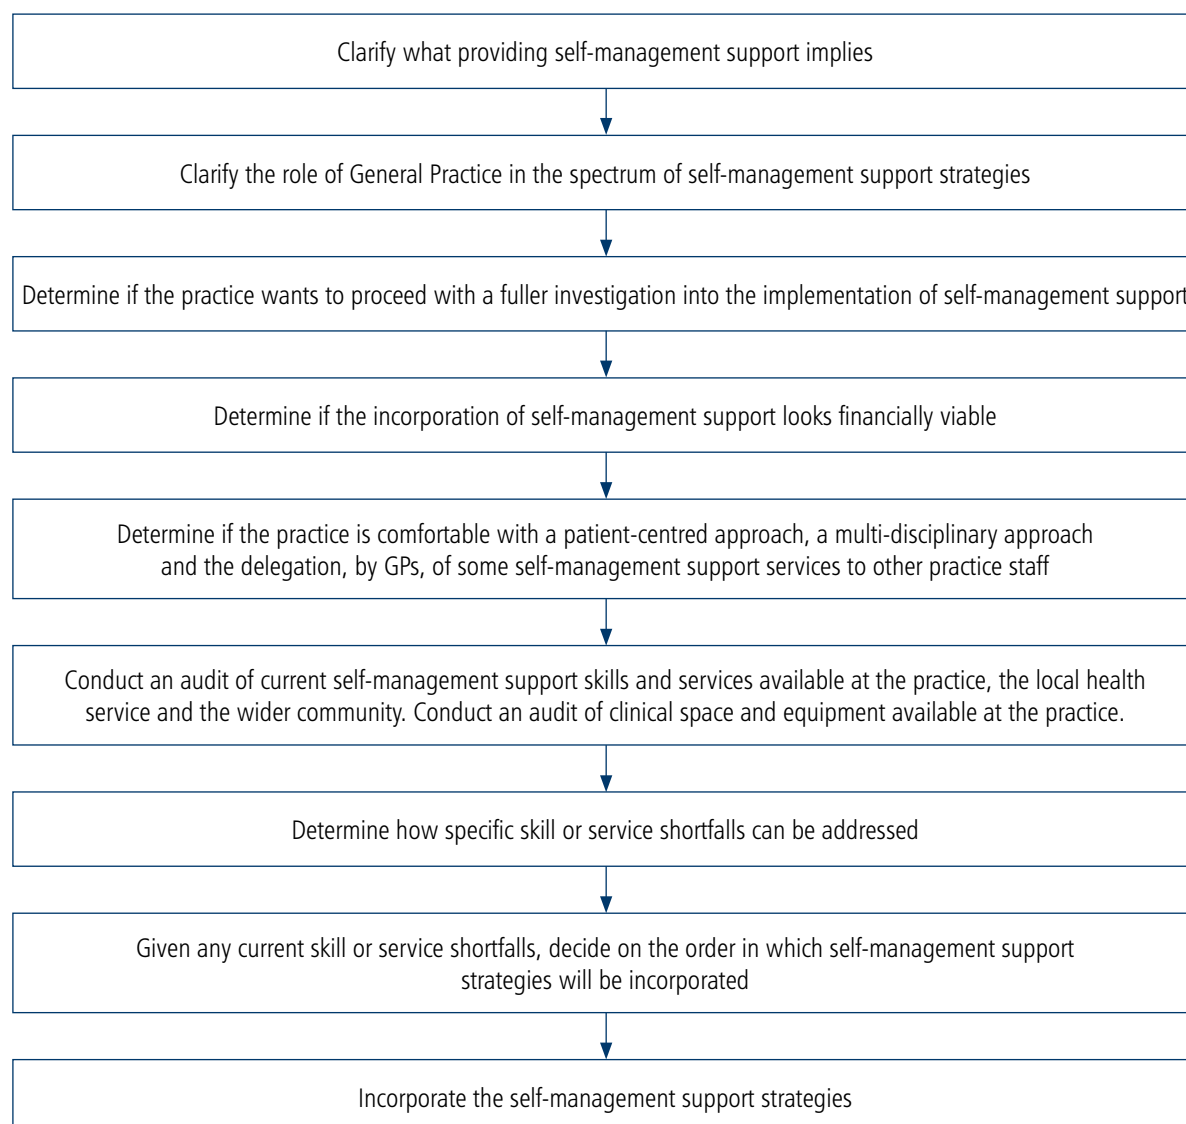 Clarify what providing self-management support implies
Clarify the role of General Practice in the spectrum of self-management support strategies
Determine if the practice wants to proceed with a fuller investigation into the implementation of self-management support
Determine if the incorporation of self-management support looks financially viable
Determine if the practice is comfortable with a patient-centred approach, a multi-disciplinary approach
and the delegation, by GPs, of some self-management support services to other practice staff
Conduct an audit of current self-management support skills and services available at the practice, the local health
service and the wider community. Conduct an audit of clinical space and equipment available at the practice.
Determine how specific skill or service shortfalls can be addressed
Given any current skill or service shortfalls, decide on the order in which self-management support
strategies will be incorporated
Incorporate the self-management support strategies